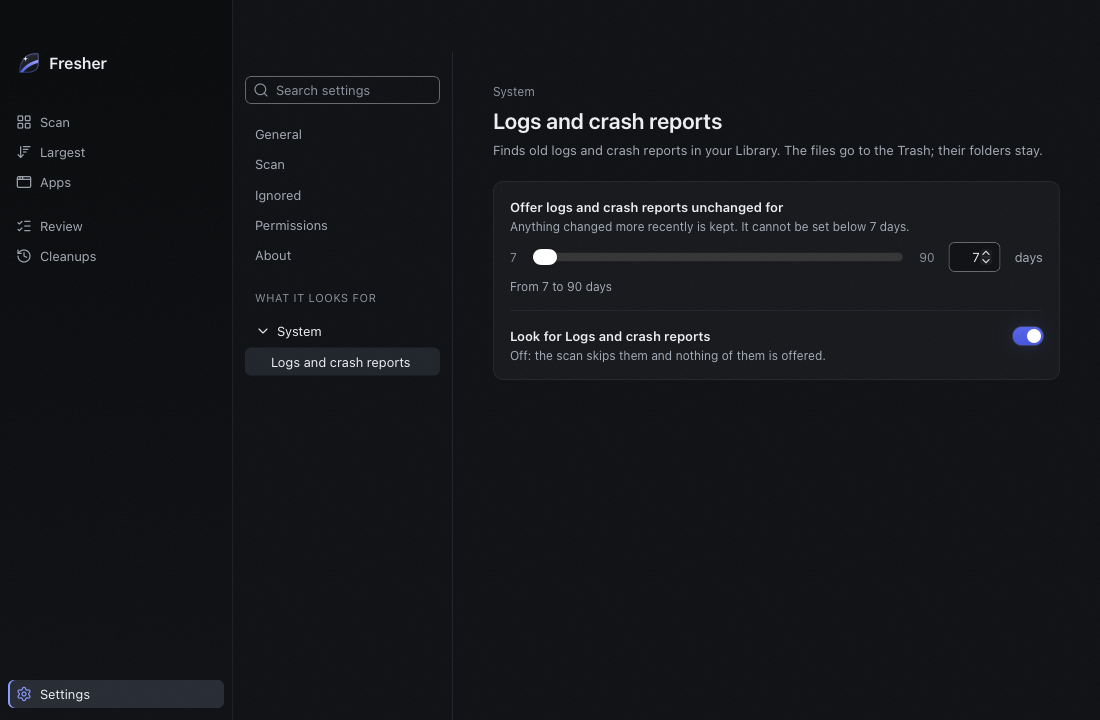 Fresher
Scan
Largest
Apps
Review
Cleanups
Settings
Search settings
General
Scan
Ignored
Permissions
About
WHAT IT LOOKS FOR
System
Logs and crash reports
System
Logs and crash reports
Finds old logs and crash reports in your Library. The files go to the Trash; their folders stay.
Offer logs and crash reports unchanged for
Anything changed more recently is kept. It cannot be set below 7 days.
7 90 7 days
From 7 to 90 days
Look for Logs and crash reports
Off: the scan skips them and nothing of them is offered.